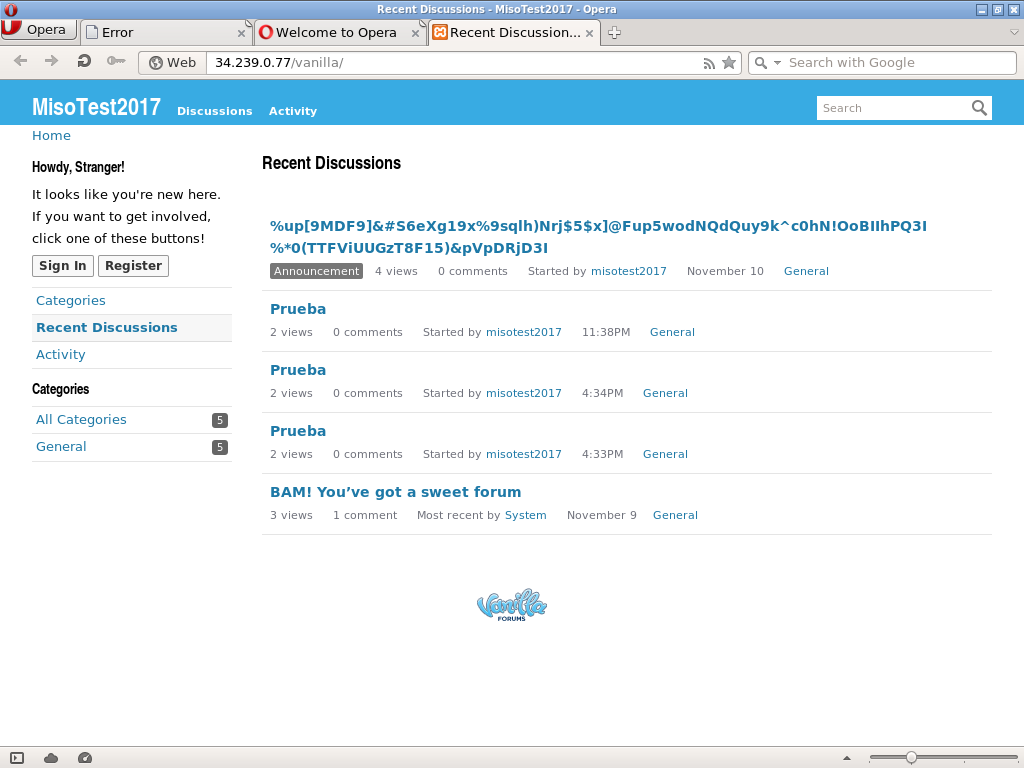 Recent Discussions - MisoTest2017 - Opera
Opera
Error
Welcome to Opera
Recent Discussion...
Web
34.239.0.77/vanilla/
Search with Google
MisoTest2017
Discussions
Activity
Search
Home
Howdy, Stranger!
It looks like you're new here.
If you want to get involved,
click one of these buttons!
Sign In
Register
Categories
Recent Discussions
Activity
Categories
All Categories 5
General 5
Recent Discussions
%up[9MDF9]&#S6eXg19x%9sqlh)Nrj$5$x]@Fup5wodNQdQuy9k^c0hN!OoBIIhPQ3I
%*0(TTFViUUGzT8F15)&pVpDRjD3I
Announcement 4 views 0 comments Started by misotest2017 November 10 General
Prueba
2 views 0 comments Started by misotest2017 11:38PM General
Prueba
2 views 0 comments Started by misotest2017 4:34PM General
Prueba
2 views 0 comments Started by misotest2017 4:33PM General
BAM! You’ve got a sweet forum
3 views 1 comment Most recent by System November 9 General
Vanilla
FORUMS